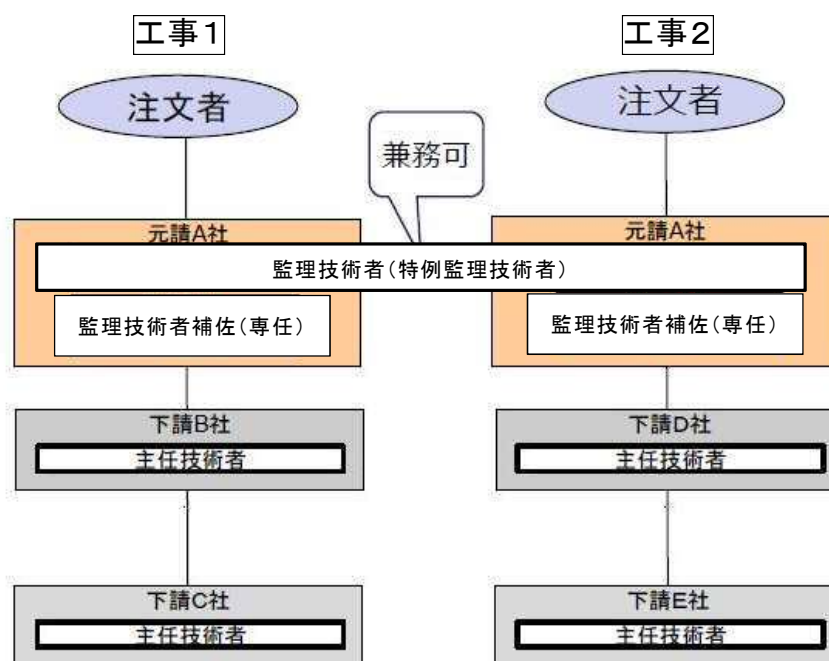 工事1
工事2
注文者
注文者
兼務可
元請A社
元請A社
監理技術者(特例監理技術者)
監理技術者補佐(専任)
監理技術者補佐(専任)
下請B社
主任技術者
下請D社
主任技術者
下請C社
主任技術者
下請E社
主任技術者